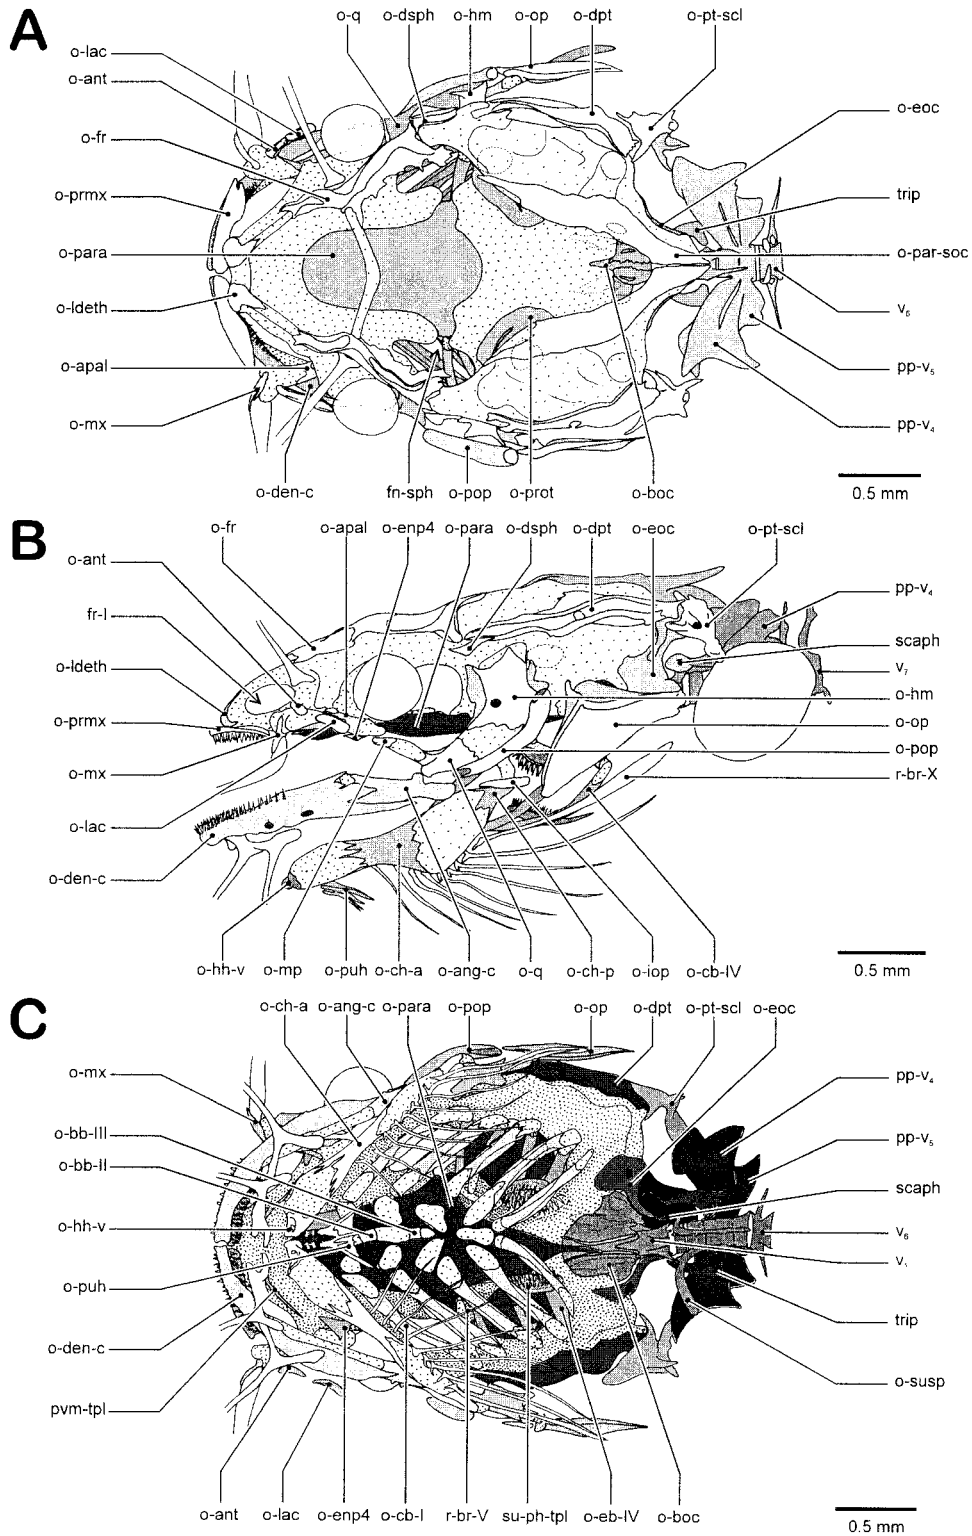 A
o-q o-dsph o-hm o-op o-dpt o-pt-scl
o-lac
o-ant
o-fr
o-prmx
o-para
o-ldeth
o-apal
o-mx
o-eoc
trip
o-par-soc
v₆
pp-v₅
pp-v₄
o-den-c fn-sph o-pop o-prot o-boc
0.5 mm
B
o-fr o-apal o-enp4 o-para o-dsph o-dpt o-eoc o-pt-scl
o-ant
fr-l
o-ldeth
o-prmx
o-mx
o-lac
o-den-c
pp-v₄
scaph
v₇
o-hm
o-op
o-pop
r-br-X
o-hh-v o-mp o-puh o-ch-a o-ang-c o-q o-ch-p o-iop o-cb-IV
0.5 mm
C
o-ch-a o-ang-c o-para o-pop o-op o-dpt o-pt-scl o-eoc
o-mx
o-bb-III
o-bb-II
o-hh-v
o-puh
o-den-c
pvm-tpl
pp-v₄
pp-v₅
scaph
v₆
trip
o-susp
o-ant o-lac o-enp4 o-cb-I r-br-V su-ph-tpl o-eb-IV o-boc
0.5 mm